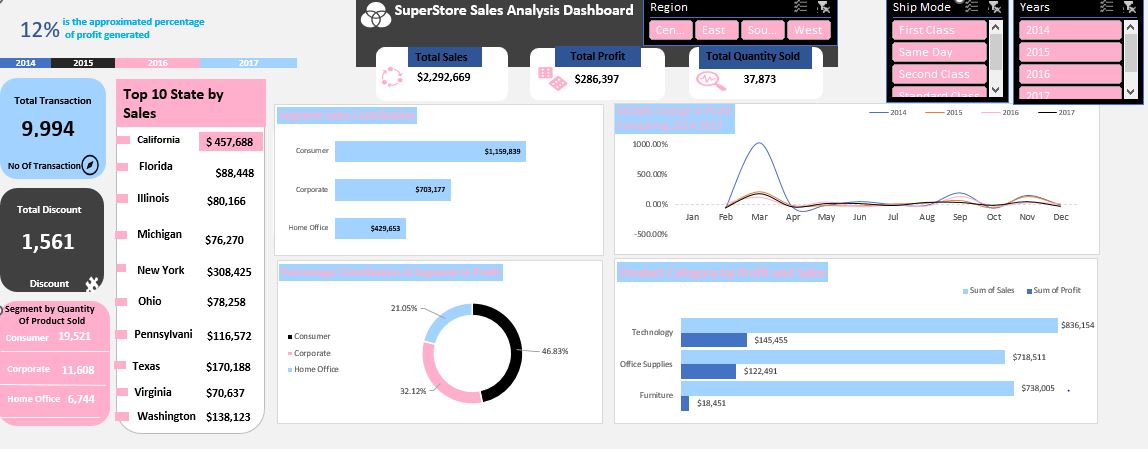 12% is the approximated percentage
of profit generated
2014 2015 2016 2017
SuperStore Sales Analysis Dashboard
Total Sales
$2,292,669
Total Profit
$286,397
Total Quantity Sold
37,873
Region
Cen... East Sou... West
Ship Mode
First Class
Same Day
Second Class
Standard Class
Years
2014
2015
2016
2017
Total Transaction
9.994
No Of Transaction
Total Discount
1,561
Discount
Segment by Quantity
Of Product Sold
Consumer 19,521
Corporate 11,608
Home Office 6,744
Top 10 State by
Sales
California $ 457,688
Florida $88,448
Illinois $80,166
Michigan $76,270
New York $308,425
Ohio $78,258
Pennsylvani $116,572
Texas $170,188
Virginia $70,637
Washington $138,123
Consumer $1,159,839
Corporate $703,177
Home Office $429,653
2014 2015 2016 2017
1000.00%
500.00%
0.00%
-500.00%
Jan Feb Mar Apr May Jun Jul Aug Sep Oct Nov Dec
Consumer
Corporate
Home Office
21.05%
46.83%
32.12%
Product Category by Profit and Sales
Sum of Sales Sum of Profit
Technology $836,154
$145,455
Office Supplies $718,511
$122,491
Furniture $738,005
$18,451